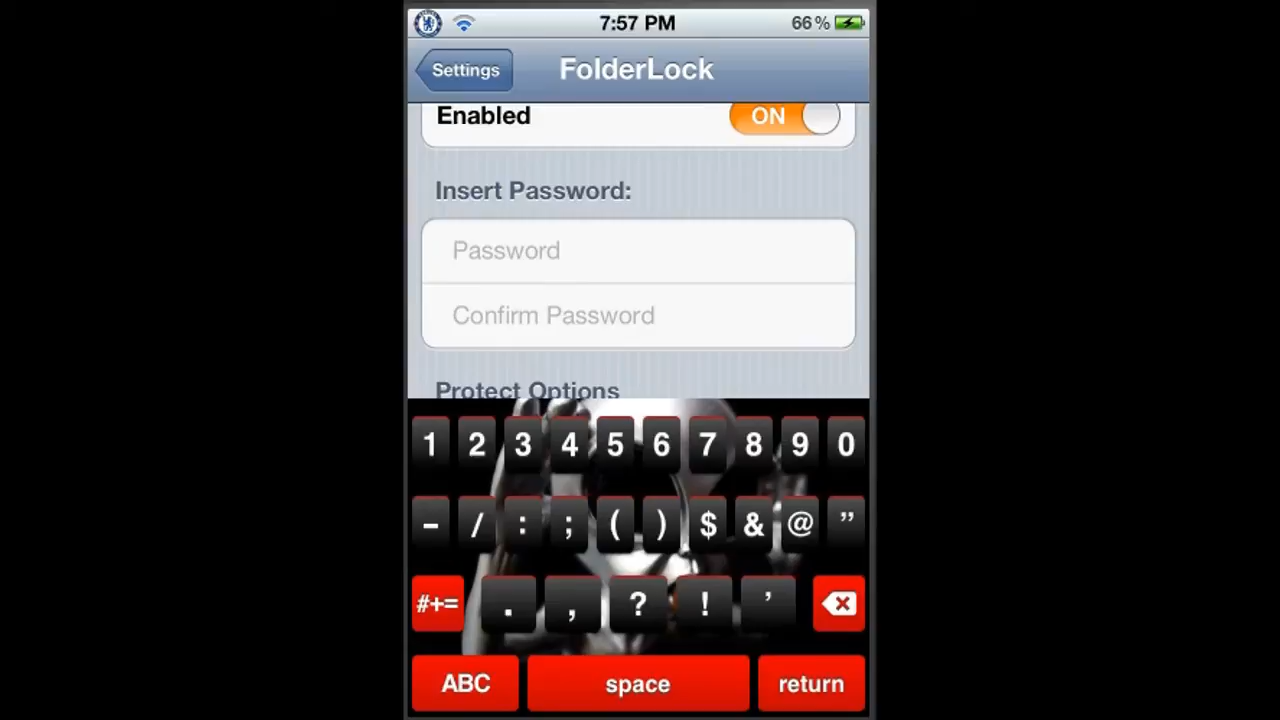 7:57 PM 66%
Settings FolderLock
Enabled ON
Insert Password:
Password
Confirm Password
Protect Options
1 2 3 4 5 6 7 8 9 0
- / : ; ( ) $ & @ ”
#+= . , ? ! ’
ABC space return